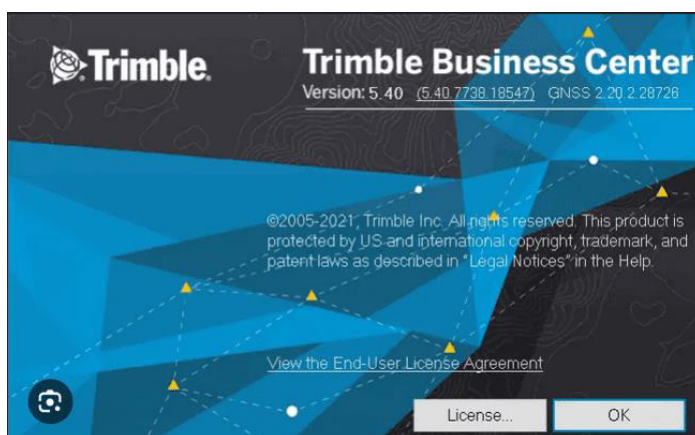 Trimble.
Trimble Business Center
Version: 5.40 (5.40.7738.18547) GNSS 2.20.2.28726
©2005-2021, Trimble Inc. All rights reserved. This product is
protected by US and international copyright, trademark, and
patent laws as described in "Legal Notices" in the Help.
View the End-User License Agreement
License...
OK